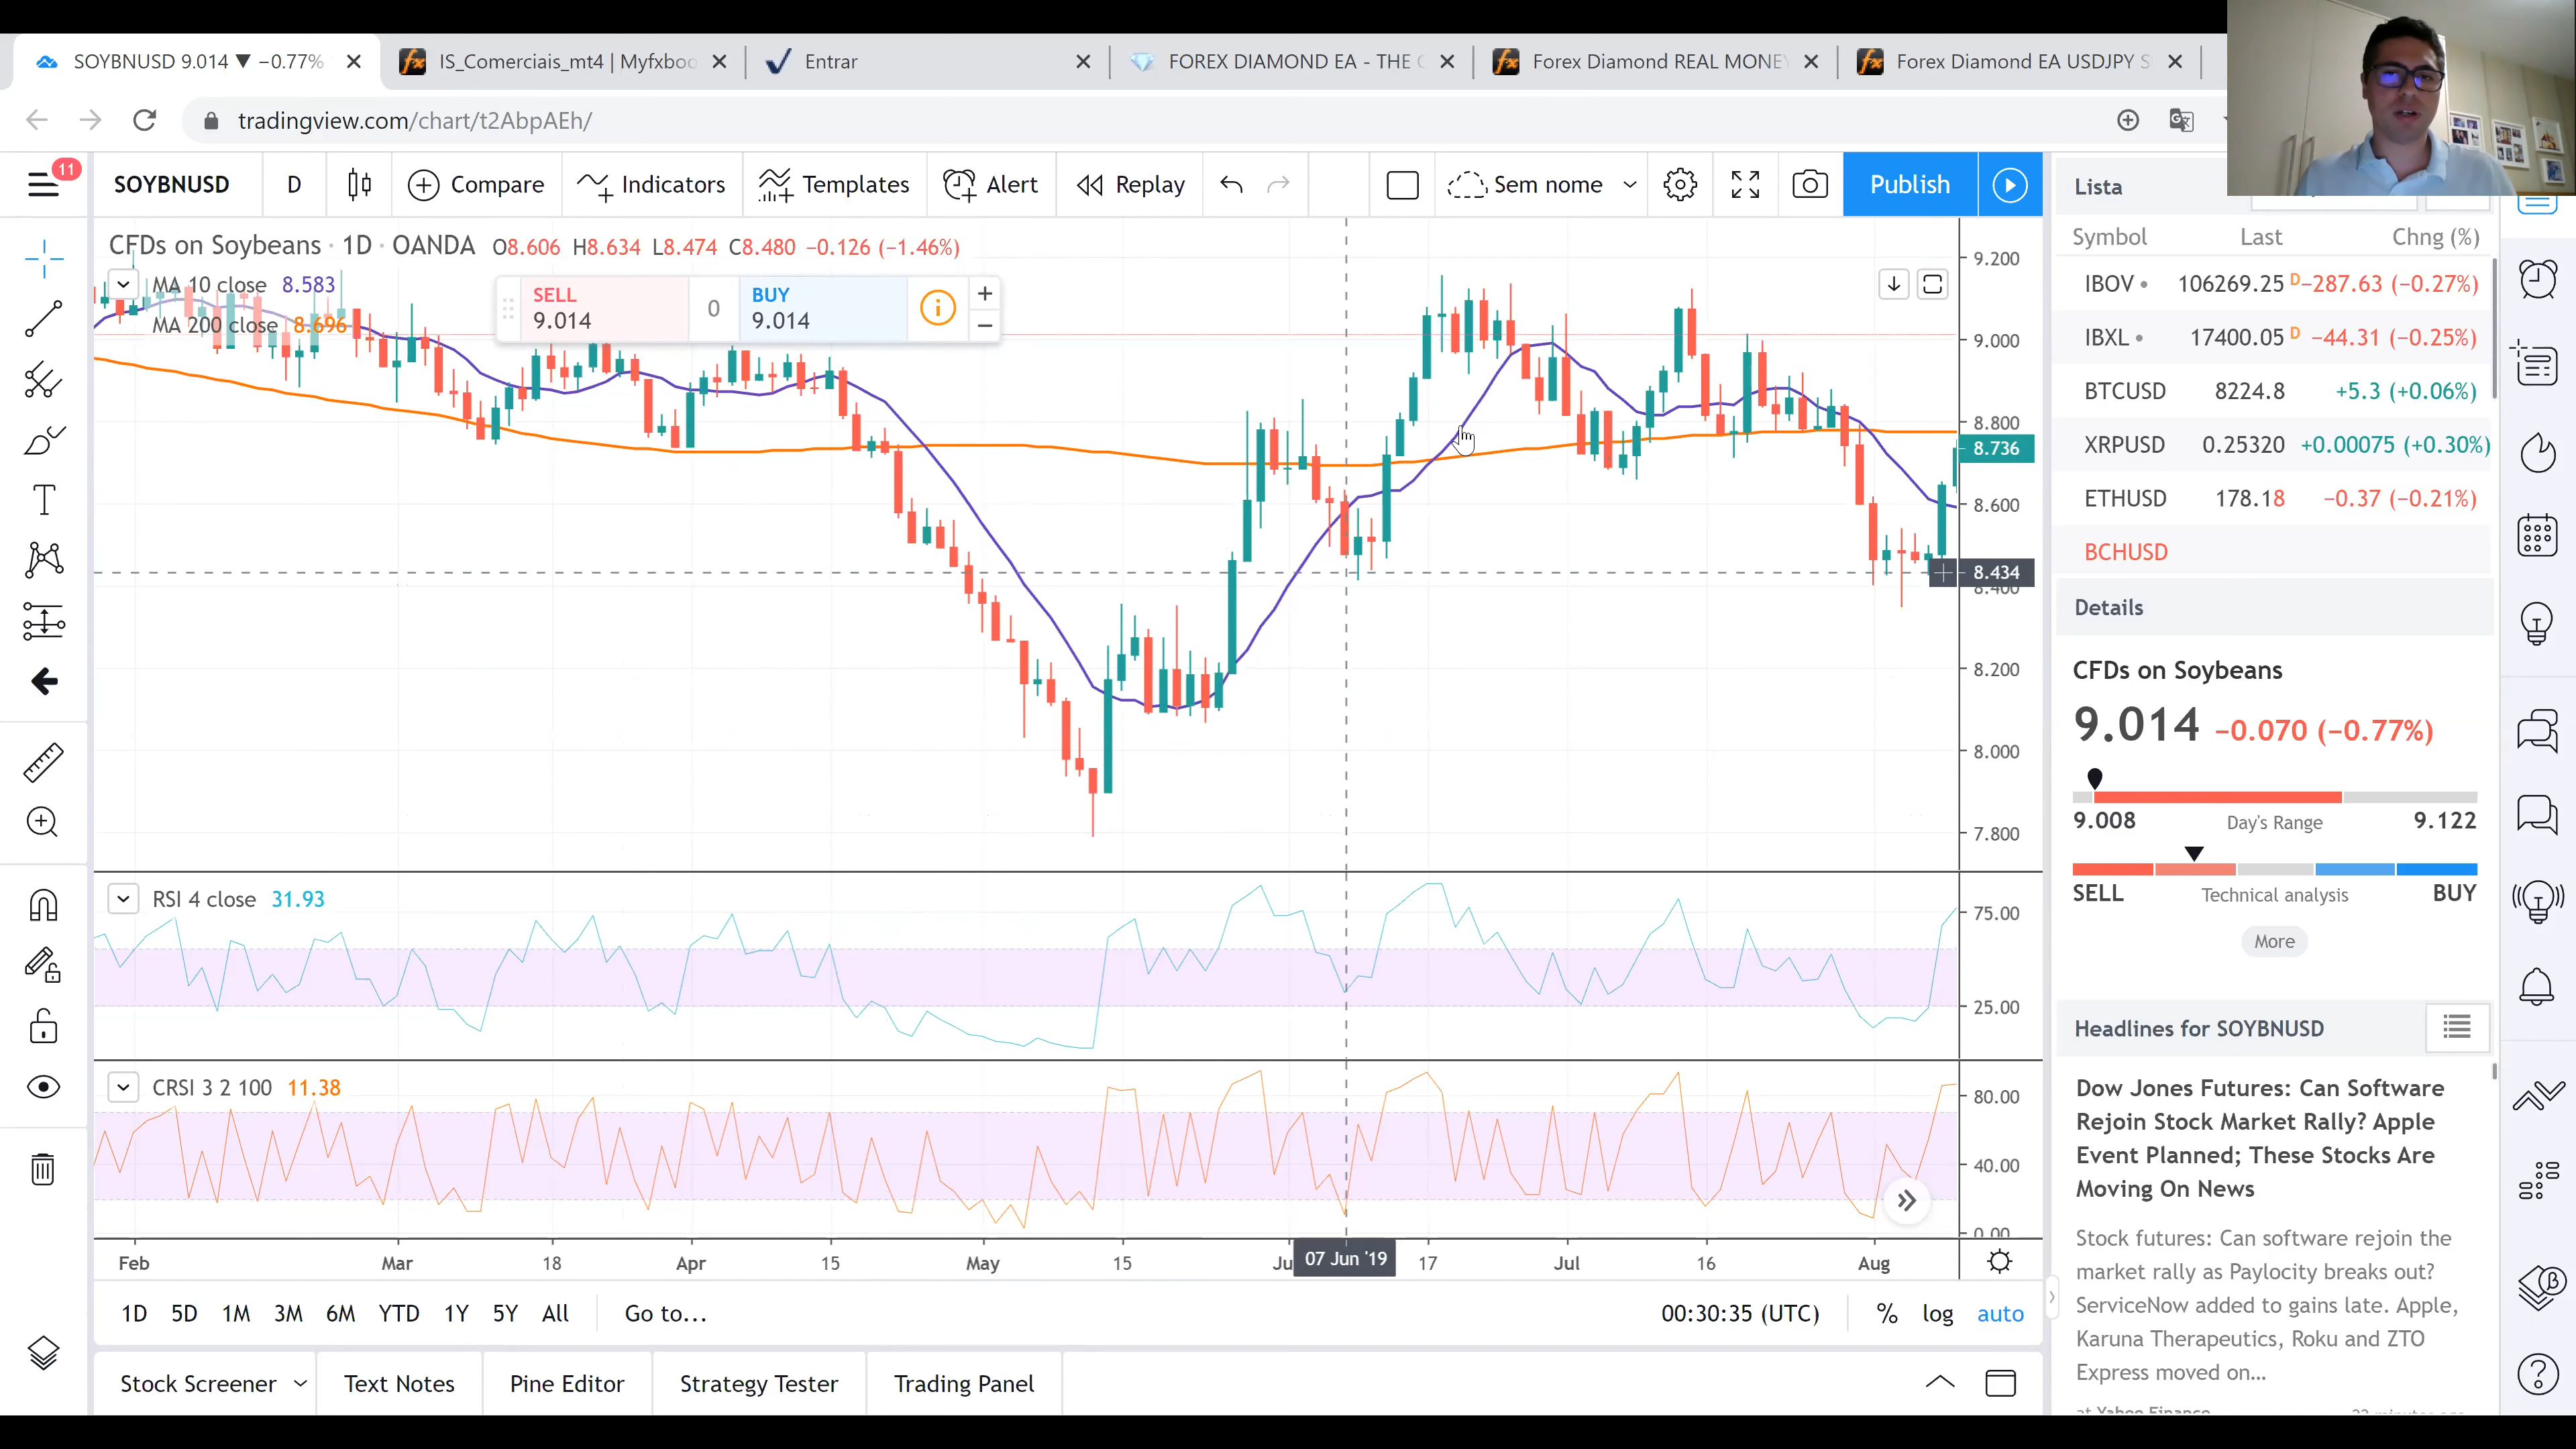 SOYBNUSD 9.014 ▼ −0.77%
IS_Comerciais_mt4 | Myfxboo
Entrar
FOREX DIAMOND EA - THE
Forex Diamond REAL MONEY
Forex Diamond EA USDJPY S
tradingview.com/chart/t2AbpAEh/
11
SOYBNUSD
D
Compare
Indicators
Templates
Alert
Replay
Sem nome
Publish
CFDs on Soybeans · 1D · OANDA O8.606 H8.634 L8.474 C8.480 −0.126 (−1.46%)
MA 10 close 8.583
MA 200 close 8.696
SELL
9.014
0
BUY
9.014
9.200
9.000
8.800
8.736
8.600
8.434
8.400
8.200
8.000
7.800
RSI 4 close 31.93
75.00
25.00
CRSI 3 2 100 11.38
80.00
40.00
0.00
Feb
Mar
18
Apr
15
May
15
Ju
07 Jun '19
17
Jul
16
Aug
1D 5D 1M 3M 6M YTD 1Y 5Y All Go to...
00:30:35 (UTC) % log auto
Stock Screener
Text Notes
Pine Editor
Strategy Tester
Trading Panel
Lista
Symbol Last Chng (%)
IBOV 106269.25 D −287.63 (−0.27%)
IBXL 17400.05 D −44.31 (−0.25%)
BTCUSD 8224.8 +5.3 (+0.06%)
XRPUSD 0.25320 +0.00075 (+0.30%)
ETHUSD 178.18 −0.37 (−0.21%)
BCHUSD
Details
CFDs on Soybeans
9.014 −0.070 (−0.77%)
9.008 Day's Range 9.122
SELL Technical analysis BUY
More
Headlines for SOYBNUSD
Dow Jones Futures: Can Software
Rejoin Stock Market Rally? Apple
Event Planned; These Stocks Are
Moving On News
Stock futures: Can software rejoin the
market rally as Paylocity breaks out?
ServiceNow added to gains late. Apple,
Karuna Therapeutics, Roku and ZTO
Express moved on...
at Yahoo Finance